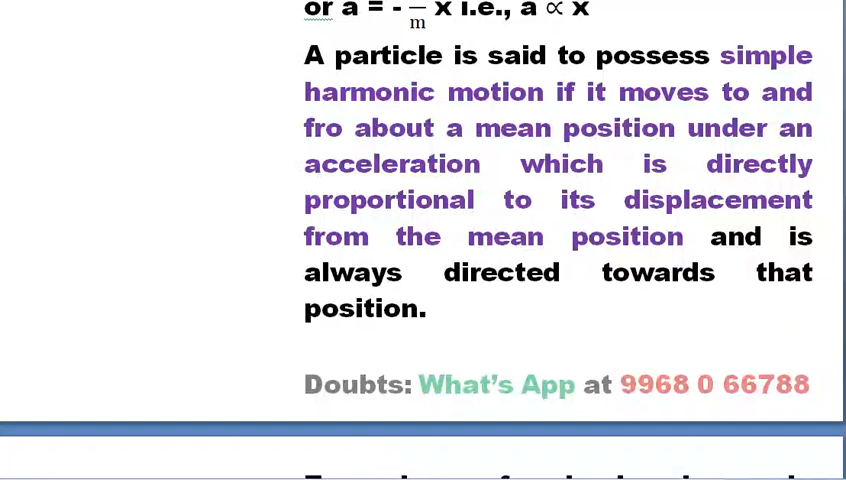 or a = - — x i.e., a ∝ x
m
A particle is said to possess simple
harmonic motion if it moves to and
fro about a mean position under an
acceleration which is directly
proportional to its displacement
from the mean position and is
always directed towards that
position.
Doubts: What's App at 9968 0 66788